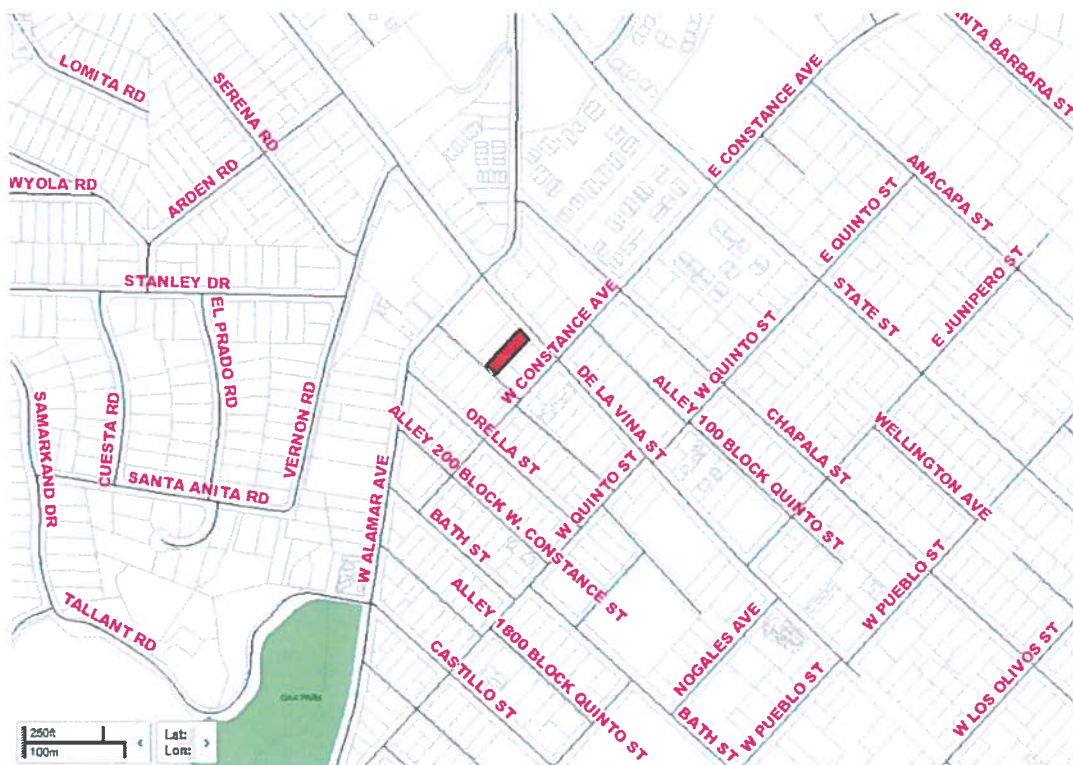 LOMITA RD
SERENA RD
ARDEN RD
WYOLA RD
STANLEY DR
EL PRADO RD
CUESTA RD
SAMARKAND DR
VERNON RD
SANTA ANITA RD
TALLANT RD
W ALAMAR AVE
E CONSTANCE AVE
ANTA BARBARA ST
ANACAPA ST
E QUINTO ST
STATE ST
E JUNIPERO ST
W CONSTANCE AVE
W QUINTO ST
DE LA VINA ST
ALLEY 100 BLOCK QUINTO ST
CHAPALA ST
WELLINGTON AVE
ORELLA ST
ALLEY 200 BLOCK W. CONSTANCE ST
W QUINTO ST
BATH ST
ALLEY 1800 BLOCK QUINTO ST
CASTILLO ST
NOGALES AVE
BATH ST
W PUEBLO ST
W PUEBLO ST
W LOS OLIVOS ST
250ft
100m
Lat:
Lon: